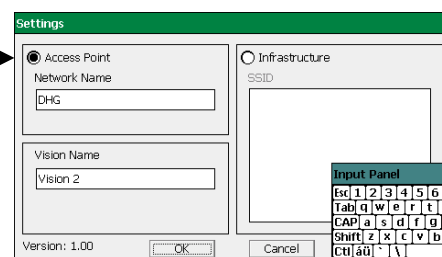 Settings
Access Point
Network Name
DHG
Infrastructure
SSID
Vision Name
Vision 2
Input Panel
Esc 1 2 3 4 5 6
Tab q w e r t
CAP a s d f g
Shift z x c v b
Ctl áü ` \
Version: 1.00
OK
Cancel